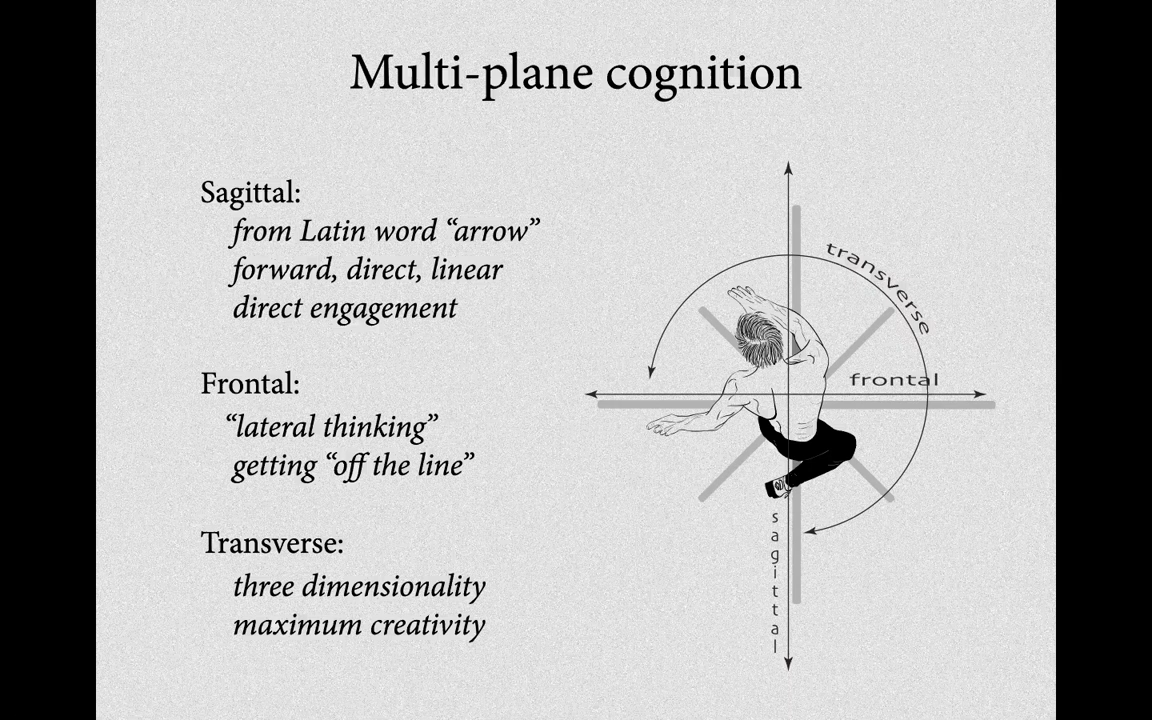 Multi-plane cognition
Sagittal:
from Latin word “arrow”
forward, direct, linear
direct engagement
Frontal:
“lateral thinking”
getting “off the line”
Transverse:
three dimensionality
maximum creativity
transverse
frontal
sagittal